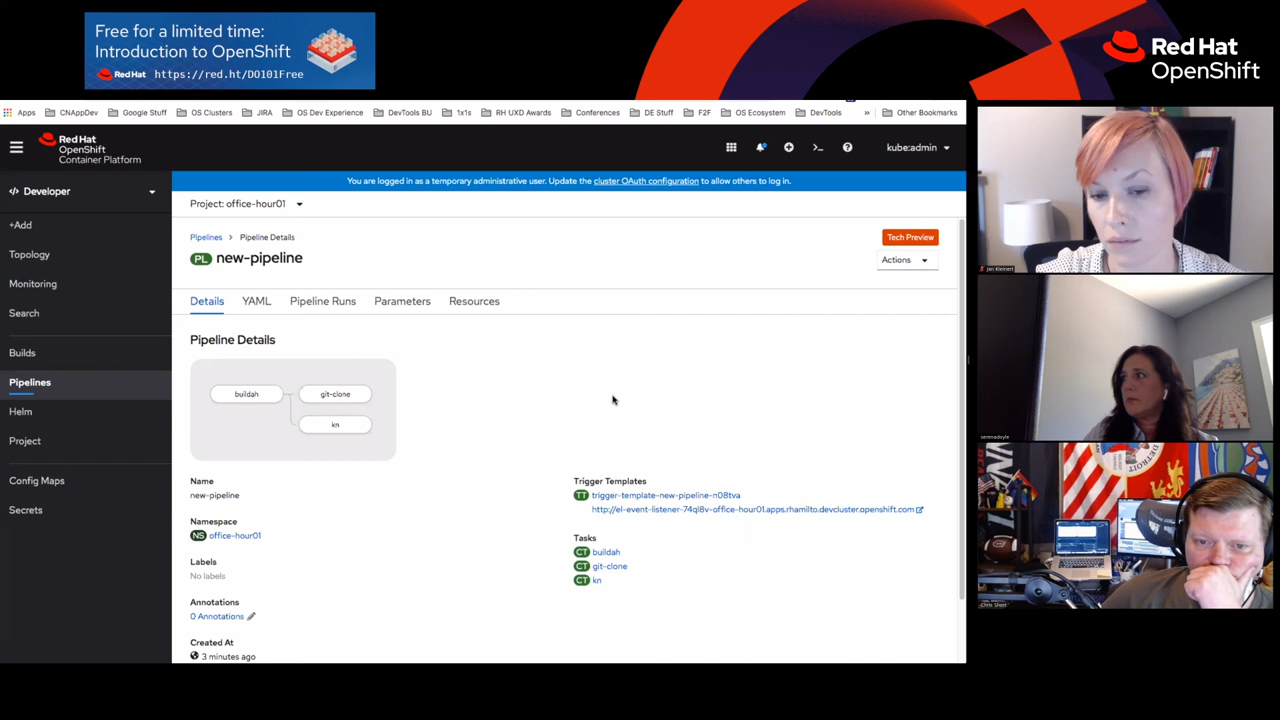 Free for a limited time:
Introduction to OpenShift
Red Hat https://red.ht/DO101Free
Red Hat
OpenShift
Apps CNAppDev Google Stuff OS Clusters JIRA OS Dev Experience DevTools BU 1x1s RH UXD Awards Conferences DE Stuff F2F OS Ecosystem DevTools » Other Bookmarks
Red Hat
OpenShift
Container Platform
kube:admin
</> Developer
You are logged in as a temporary administrative user. Update the cluster OAuth configuration to allow others to log in.
+Add
Topology
Monitoring
Search
Builds
Pipelines
Helm
Project
Config Maps
Secrets
Project: office-hour01
Pipelines > Pipeline Details
Tech Preview
PL new-pipeline
Actions
Details YAML Pipeline Runs Parameters Resources
Pipeline Details
buildah git-clone
kn
Name
new-pipeline
Namespace
NS office-hour01
Labels
No labels
Annotations
0 Annotations
Created At
3 minutes ago
Trigger Templates
TT trigger-template-new-pipeline-n08tva
http://el-event-listener-74ql8v-office-hour01.apps.rhamilto.devcluster.openshift.com
Tasks
CT buildah
CT git-clone
CT kn
Jan Kleinert
serenadoyle
DETROIT
Chris Short